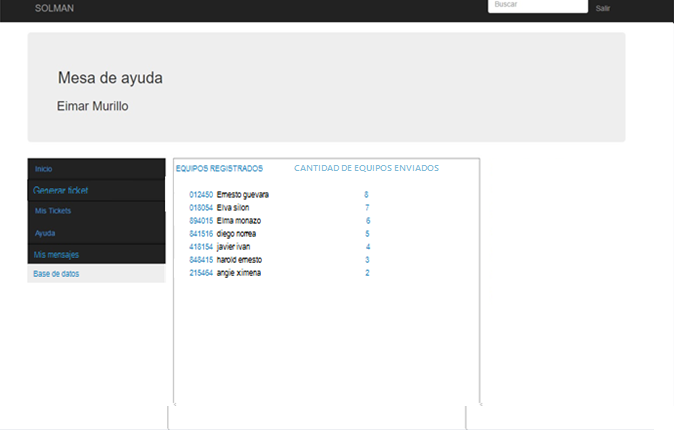 SOLMAN Buscar Salir
Mesa de ayuda
Eimar Murillo
Inicio
Generar ticket
Mis Tickets
Ayuda
Mis mensajes
Base de datos
EQUIPOS REGISTRADOS CANTIDAD DE EQUIPOS ENVIADOS
012450 Ernesto guevara 8
018054 Elva silon 7
894015 Elma monazo 6
841516 diego norrea 5
418154 javier ivan 4
848415 harold ernesto 3
215464 angie ximena 2